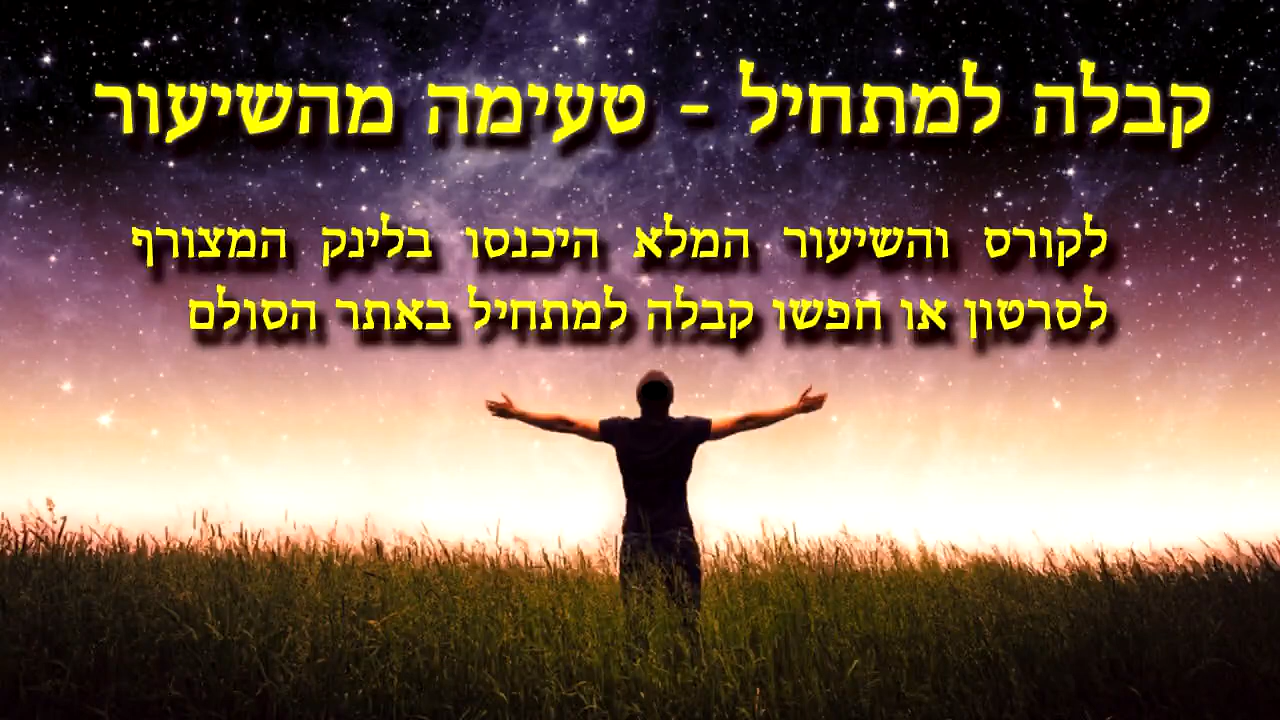 קבלה למתחיל - טעימה מהשיעור
לקורס והשיעור המלא היכנסו בלינק המצורף
לסרטון או חפשו קבלה למתחיל באתר הסולם